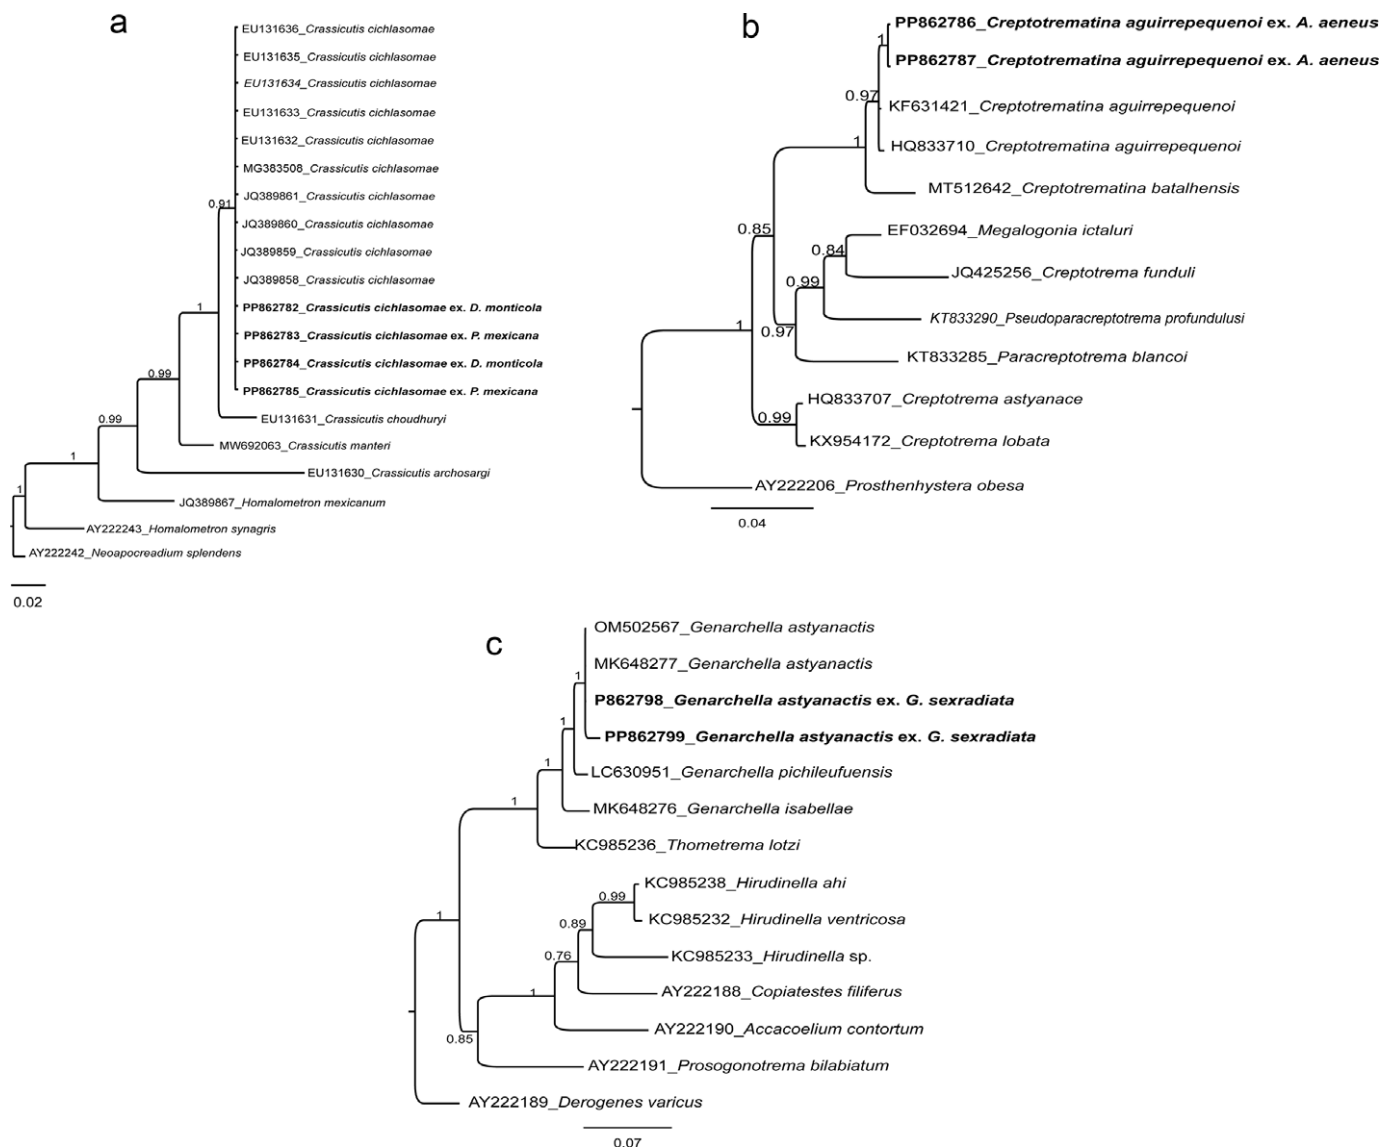 a
EU131636_Crassicutis cichlasomae
EU131635_Crassicutis cichlasomae
EU131634_Crassicutis cichlasomae
EU131633_Crassicutis cichlasomae
EU131632_Crassicutis cichlasomae
MG383508_Crassicutis cichlasomae
JQ389861_Crassicutis cichlasomae
0.91
JQ389860_Crassicutis cichlasomae
JQ389859_Crassicutis cichlasomae
JQ389858_Crassicutis cichlasomae
PP862782_Crassicutis cichlasomae ex. D. monticola
1
PP862783_Crassicutis cichlasomae ex. P. mexicana
PP862784_Crassicutis cichlasomae ex. D. monticola
0.99
PP862785_Crassicutis cichlasomae ex. P. mexicana
EU131631_Crassicutis choudhuryi
0.99
MW692063_Crassicutis manteri
1
EU131630_Crassicutis archosargi
1
JQ389867_Homalometron mexicanum
AY222243_Homalometron synagris
AY222242_Neoapocreadium splendens
0.02
b
PP862786_Creptotrematina aguirrepequenoi ex. A. aeneus
1
PP862787_Creptotrematina aguirrepequenoi ex. A. aeneus
0.97
KF631421_Creptotrematina aguirrepequenoi
1
HQ833710_Creptotrematina aguirrepequenoi
MT512642_Creptotrematina batalhensis
0.85
EF032694_Megalogonia ictaluri
0.84
JQ425256_Creptotrema funduli
0.99
KT833290_Pseudoparacreptotrema profundulusi
1
0.97
KT833285_Paracreptotrema blancoi
HQ833707_Creptotrema astyanace
0.99
KX954172_Creptotrema lobata
AY222206_Prosthenhystera obesa
0.04
c
OM502567_Genarchella astyanactis
MK648277_Genarchella astyanactis
1
P862798_Genarchella astyanactis ex. G. sexradiata
1
PP862799_Genarchella astyanactis ex. G. sexradiata
1
LC630951_Genarchella pichileufuensis
1
MK648276_Genarchella isabellae
KC985236_Thometrema lotzi
KC985238_Hirudinella ahi
0.99
1
KC985232_Hirudinella ventricosa
0.89
KC985233_Hirudinella sp.
0.76
AY222188_Copiatestes filiferus
1
AY222190_Accacoelium contortum
0.85
AY222191_Prosogonotrema bilabiatum
AY222189_Derogenes varicus
0.07